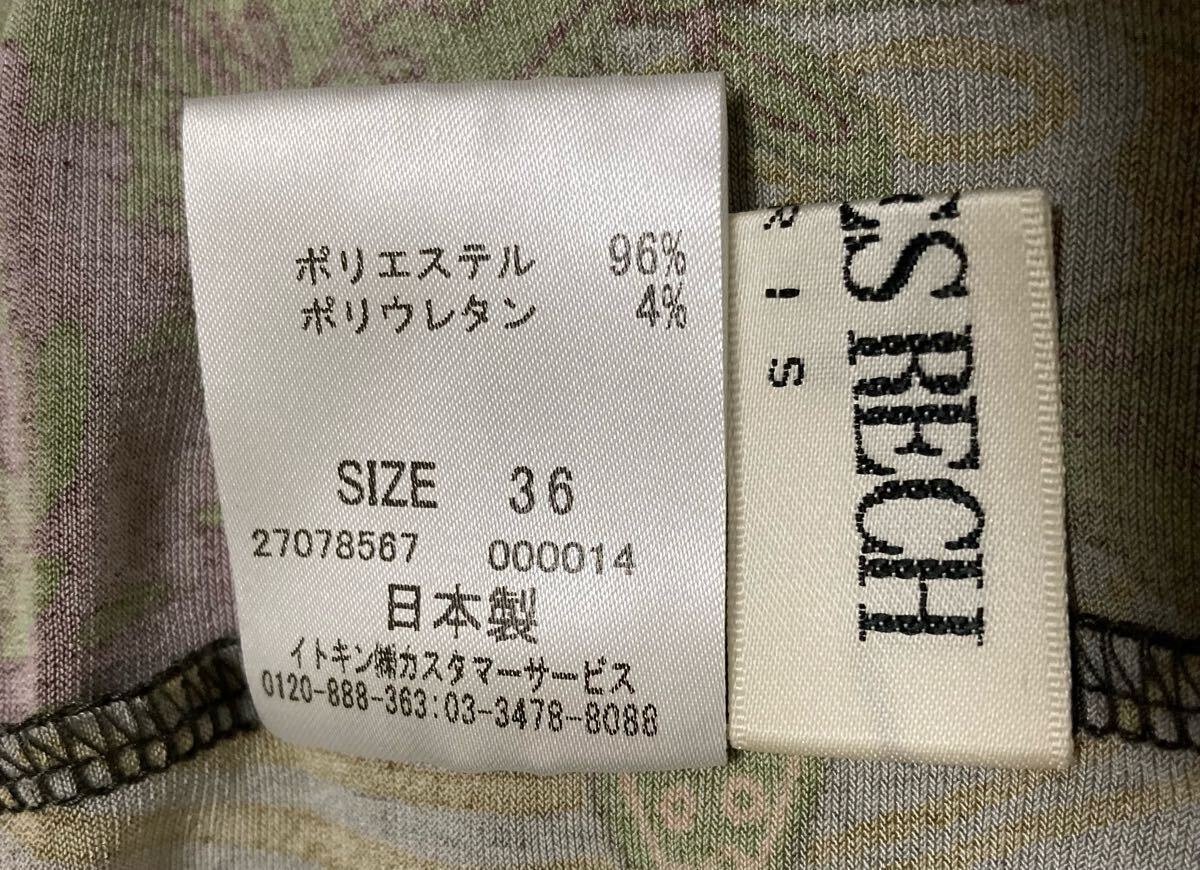 ポリエステル 96%
ポリウレタン 4%
SIZE 36
27078567 000014
日本製
イトキン㈱カスタマーサービス
0120-888-363:03-3478-8088
ES RECH
R i s